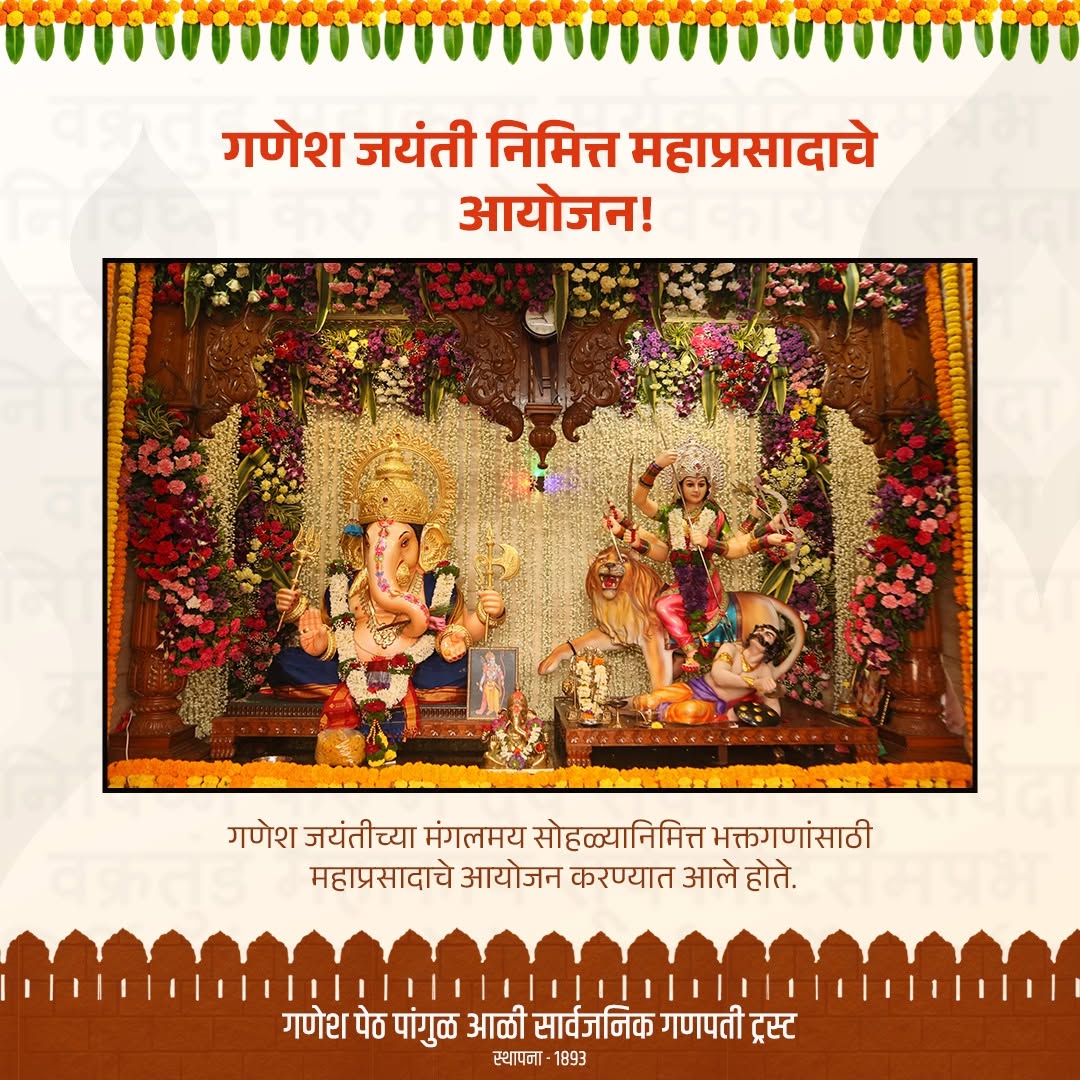 गणेश जयंती निमित्त महाप्रसादाचे
आयोजन!
गणेश जयंतीच्या मंगलमय सोहळ्यानिमित्त भक्तगणांसाठी
महाप्रसादाचे आयोजन करण्यात आले होते.
गणेश पेठ पांगुळ आळी सार्वजनिक गणपती ट्रस्ट
स्थापना - 1893